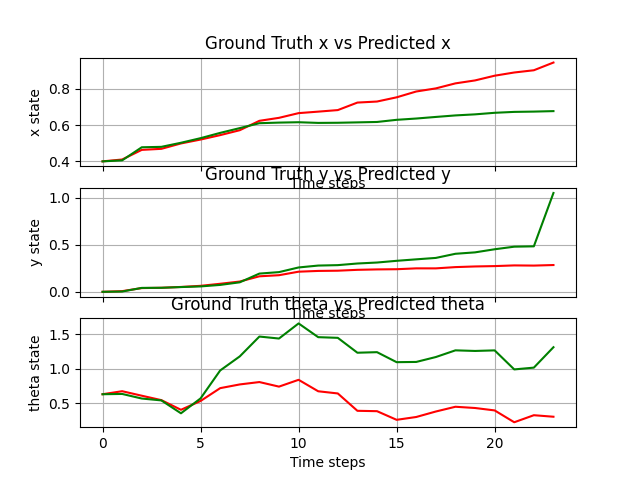 Ground Truth x vs Predicted x
0.8
0.6
0.4
x state
Time steps
Ground Truth y vs Predicted y
1.0
0.5
0.0
y state
Time steps
Ground Truth theta vs Predicted theta
1.5
1.0
0.5
theta state
0 5 10 15 20
Time steps